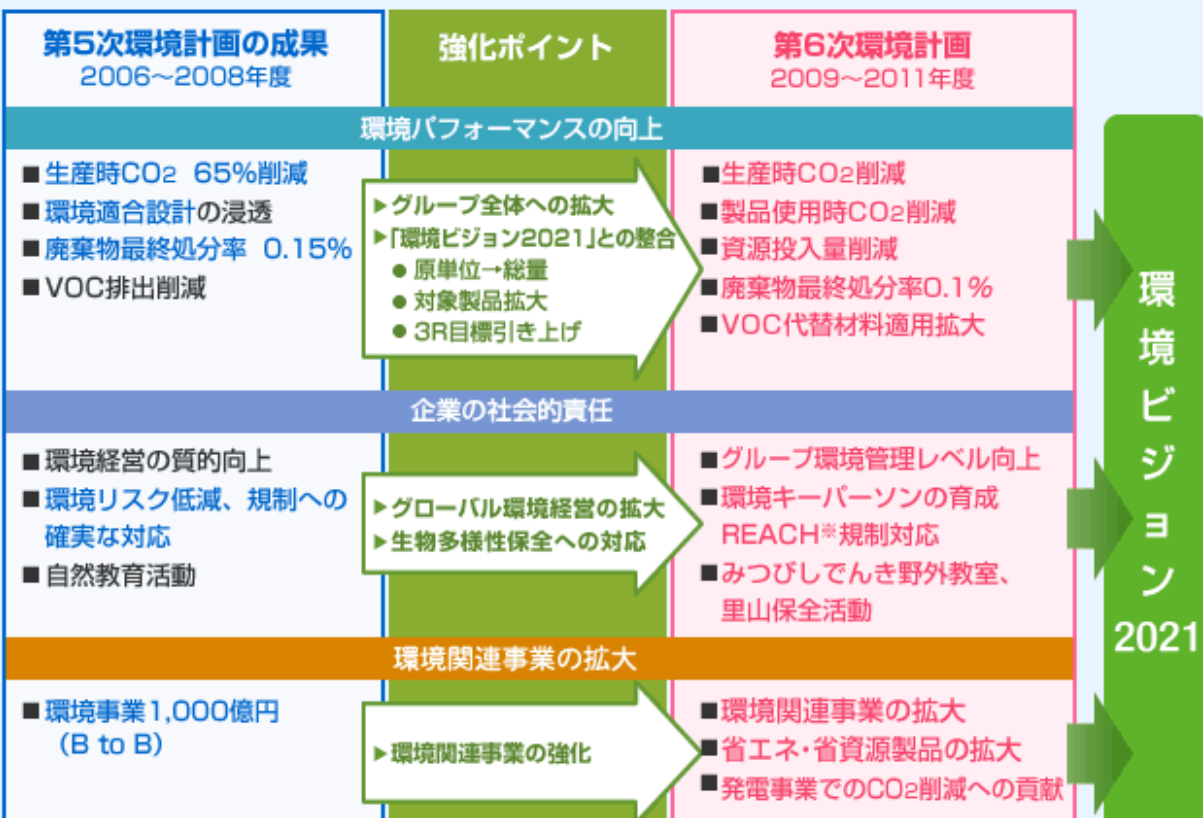 第5次環境計画の成果
2006～2008年度
強化ポイント
第6次環境計画
2009～2011年度
環境パフォーマンスの向上
■生産時CO2 65%削減
■環境適合設計の浸透
■廃棄物最終処分率 0.15%
■VOC排出削減
▶グループ全体への拡大
▶「環境ビジョン2021」との整合
●原単位→総量
●対象製品拡大
●3R目標引き上げ
■生産時CO2削減
■製品使用時CO2削減
■資源投入量削減
■廃棄物最終処分率0.1%
■VOC代替材料適用拡大
企業の社会的責任
■環境経営の質的向上
■環境リスク低減、規制への
確実な対応
■自然教育活動
▶グローバル環境経営の拡大
▶生物多様性保全への対応
■グループ環境管理レベル向上
■環境キーパーソンの育成
REACH※規制対応
■みつびしでんき野外教室、
里山保全活動
環境関連事業の拡大
■環境事業1,000億円
（B to B）
▶環境関連事業の強化
■環境関連事業の拡大
■省エネ・省資源製品の拡大
■発電事業でのCO2削減への貢献
環境ビジョン2021